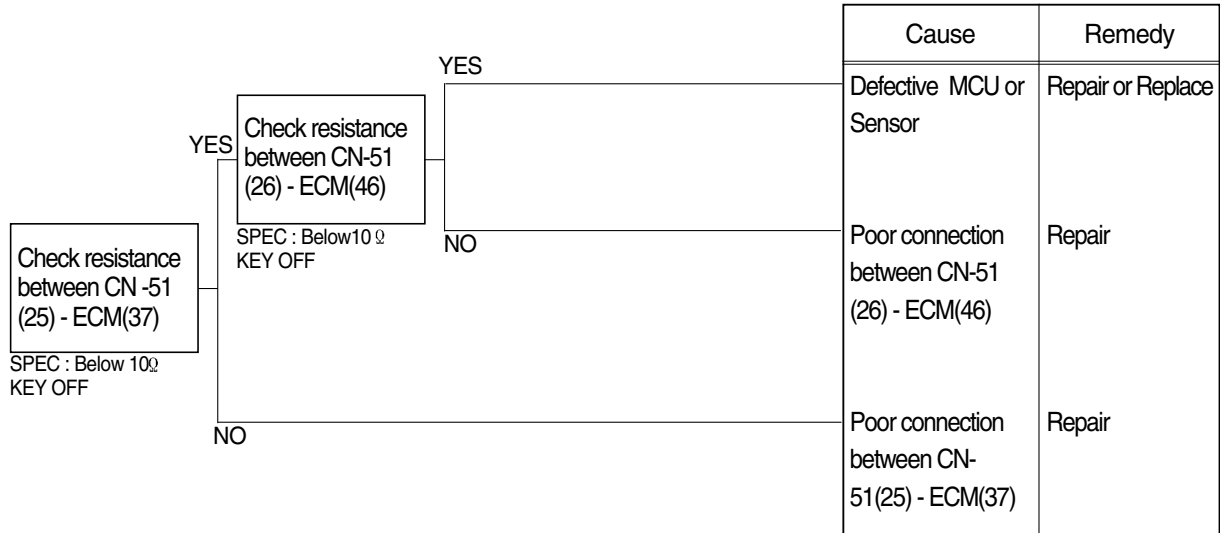 Cause
Remedy
YES
Defective MCU or
Sensor
Repair or Replace
YES
Check resistance
between CN-51
(26) - ECM(46)
SPEC : Below10 Ω
KEY OFF
NO
Poor connection
between CN-51
(26) - ECM(46)
Repair
Check resistance
between CN -51
(25) - ECM(37)
SPEC : Below 10Ω
KEY OFF
NO
Poor connection
between CN-
51(25) - ECM(37)
Repair